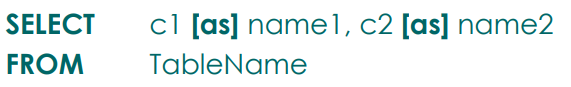 SELECT c1 [as] name1, c2 [as] name2
FROM TableName